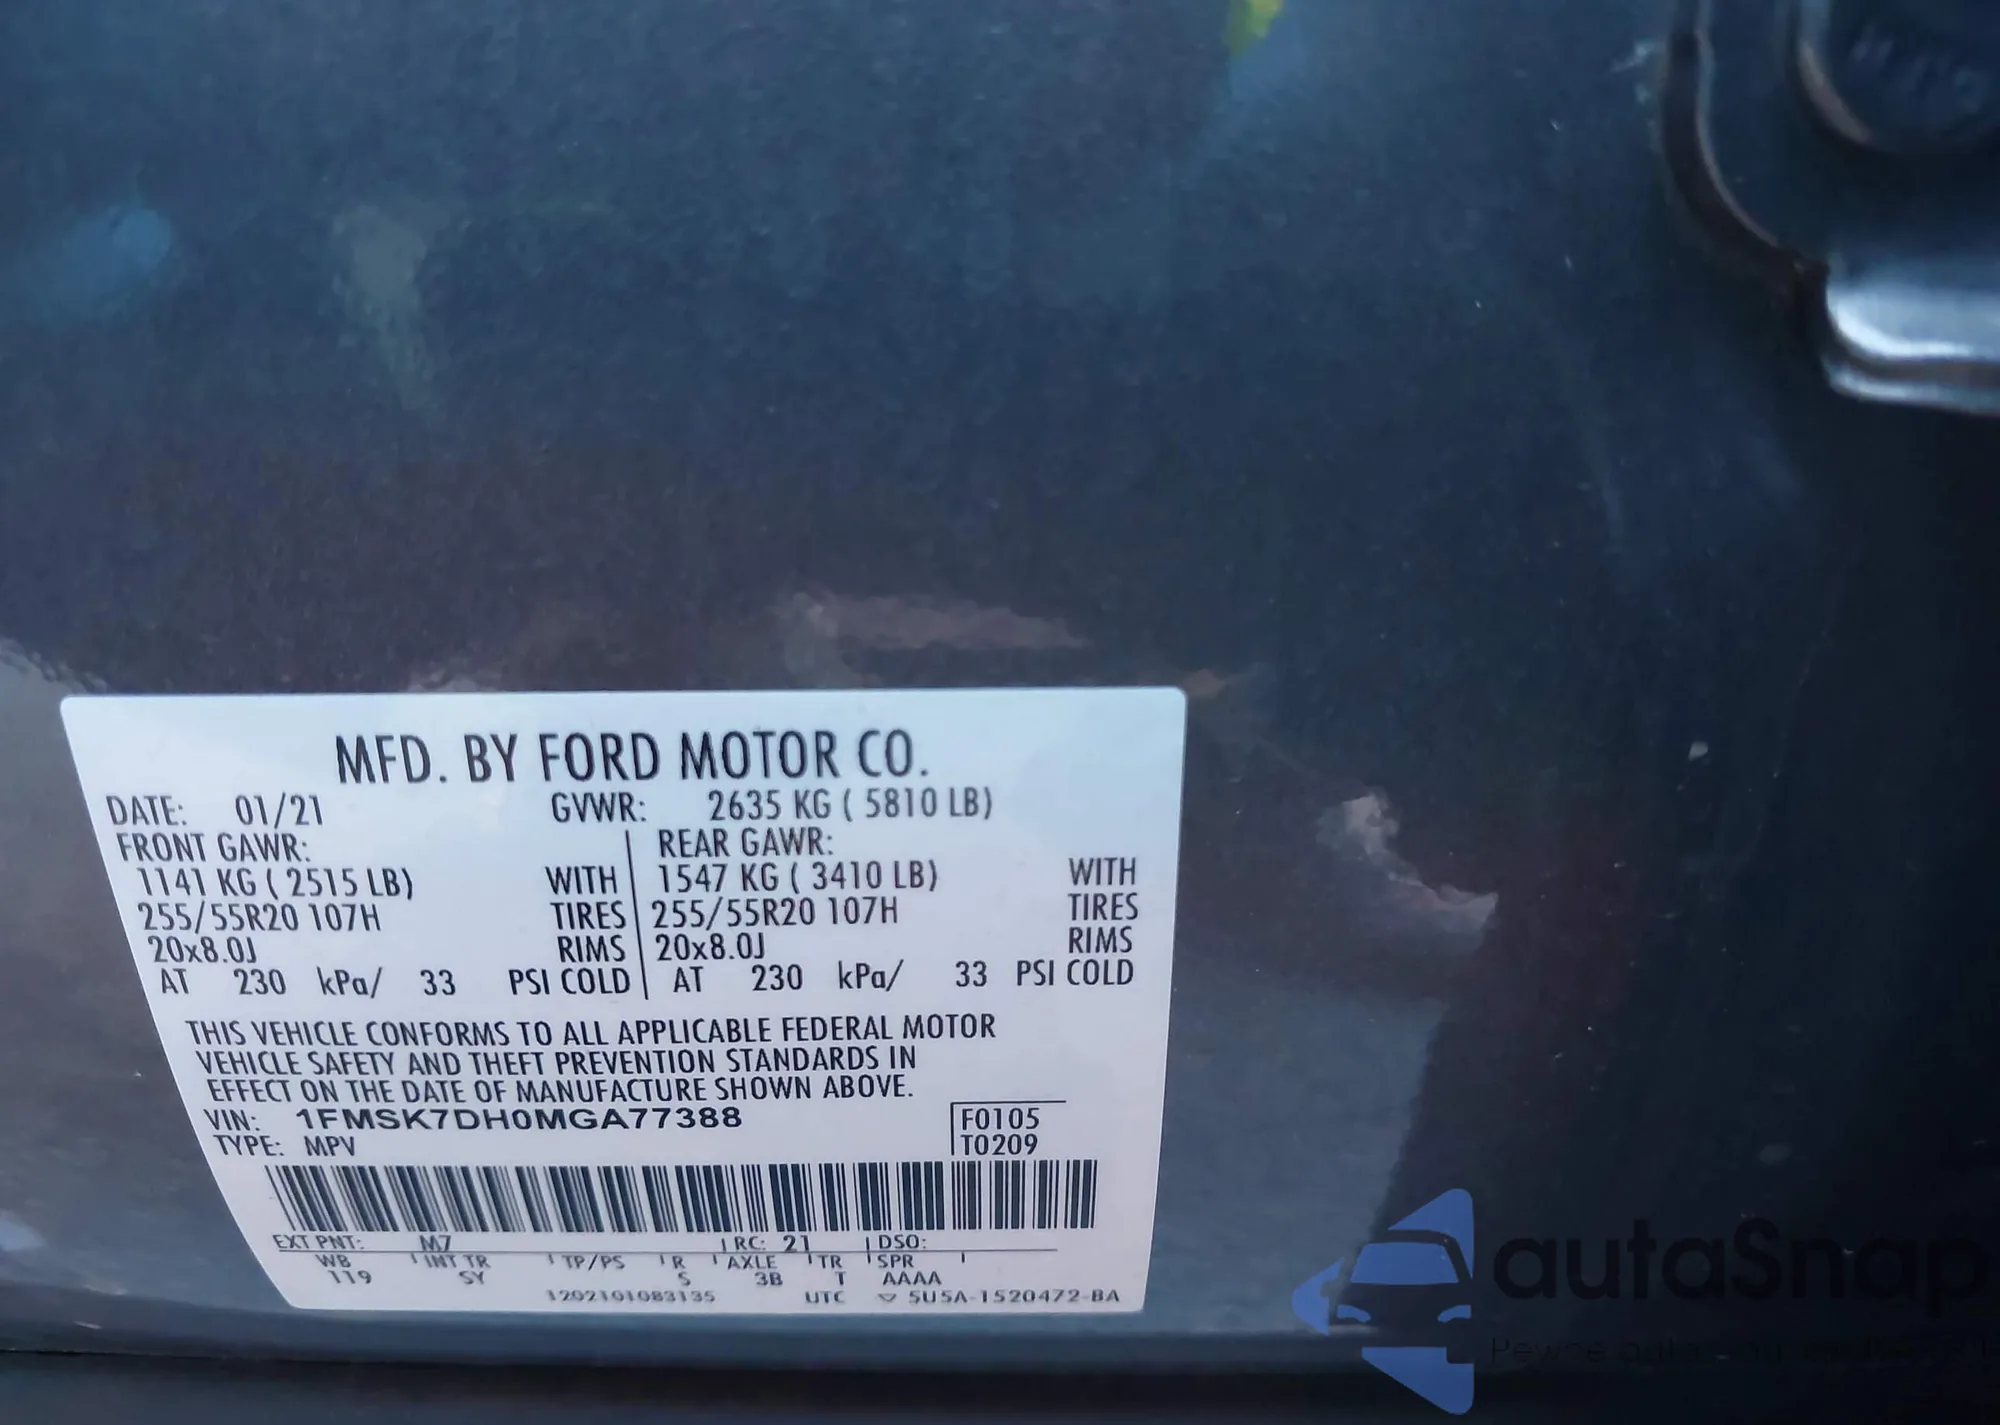 MFD. BY FORD MOTOR CO.
DATE: 01/21 GVWR: 2635 KG ( 5810 LB)
FRONT GAWR: REAR GAWR:
1141 KG ( 2515 LB) WITH 1547 KG ( 3410 LB) WITH
255/55R20 107H TIRES 255/55R20 107H TIRES
20x8.0J RIMS 20x8.0J RIMS
AT 230 kPa/ 33 PSI COLD AT 230 kPa/ 33 PSI COLD
THIS VEHICLE CONFORMS TO ALL APPLICABLE FEDERAL MOTOR
VEHICLE SAFETY AND THEFT PREVENTION STANDARDS IN
EFFECT ON THE DATE OF MANUFACTURE SHOWN ABOVE.
VIN: 1FMSK7DH0MGA77388 F0105
TYPE: MPV T0209
EXT PNT: M7 RC: 21 DSO:
WB INT TR TP/PS R AXLE TR SPR
119 SY S 3B T AAAA
1202101083135 UTC ▽ 5U5A-1520472-BA
autaSnap
Pewne auta